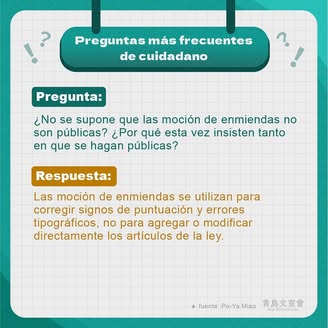 Preguntas más frecuentes
de cuidadano
Pregunta:
¿No se supone que las moción de enmiendas no
son públicas? ¿Por qué esta vez insisten tanto
en que se hagan públicas?
Respuesta:
Las moción de enmiendas se utilizan para
corregir signos de puntuación y errores
tipográficos, no para agregar o modificar
directamente los artículos de la ley.
✦ fuente :Po-Ya Miao
青島文宣會